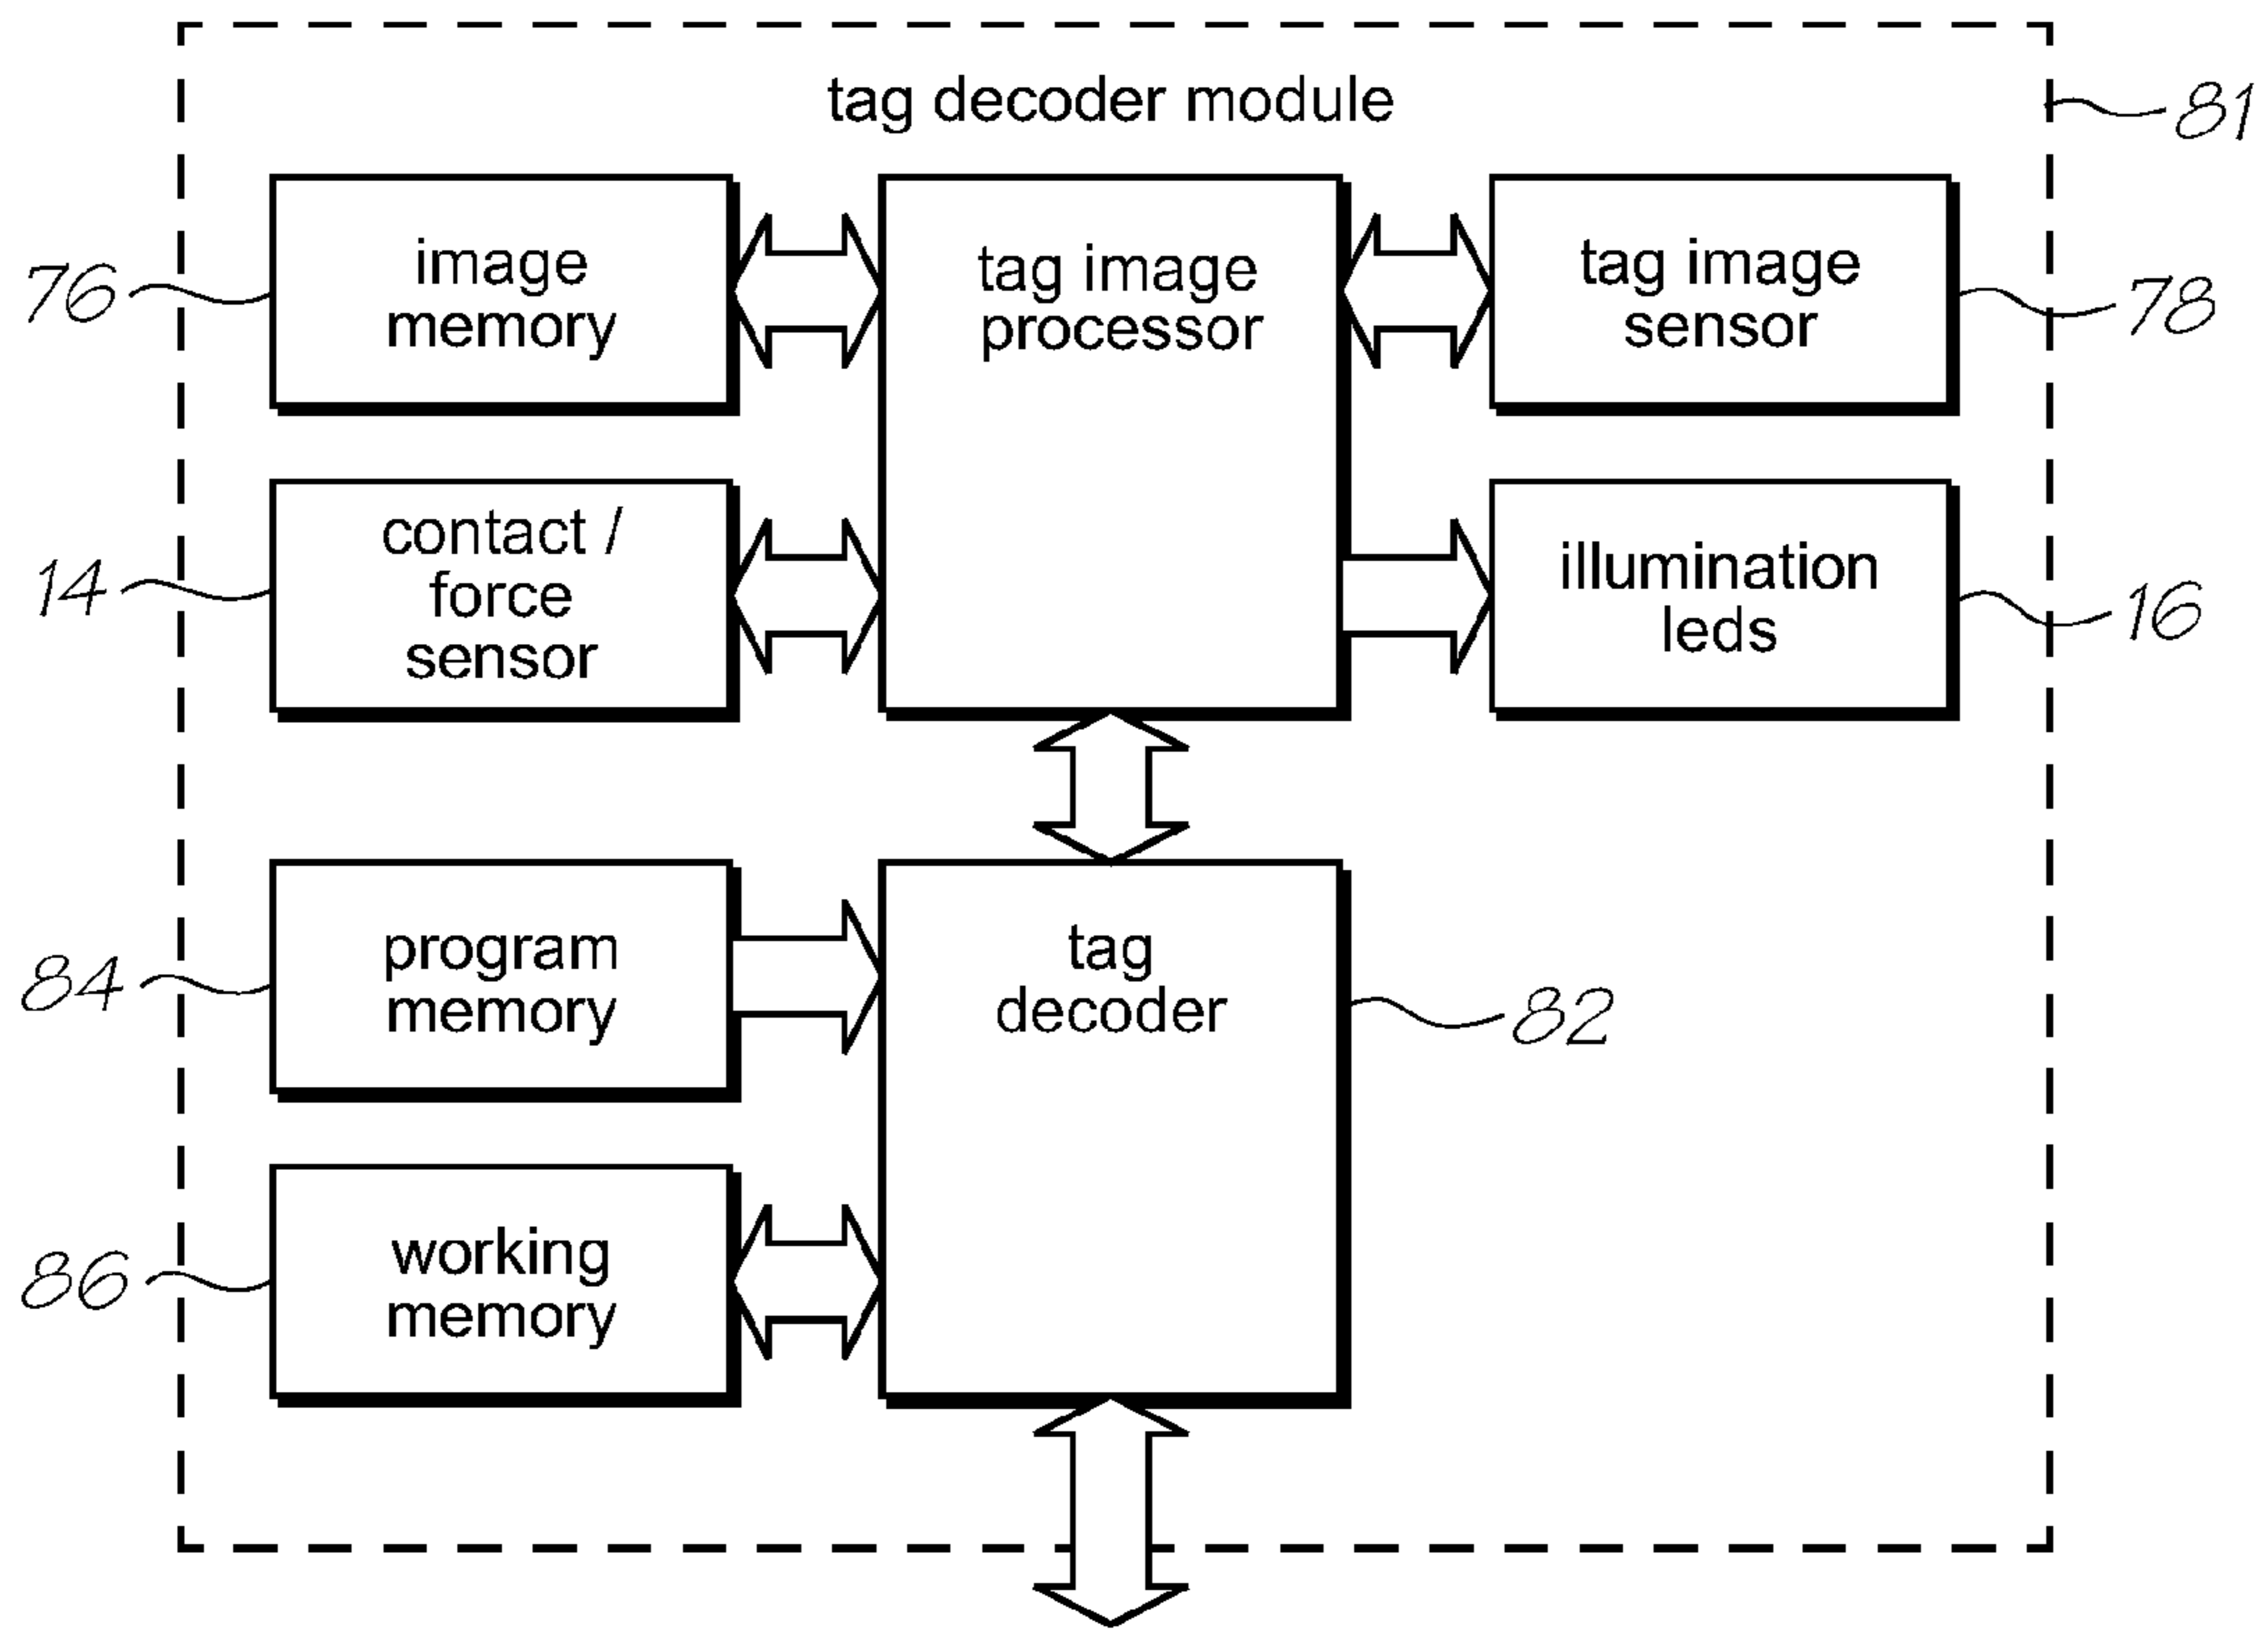 tag decoder module
81
image
memory
76
tag image
processor
tag image
sensor
78
contact /
force
sensor
14
illumination
leds
16
program
memory
84
tag
decoder
82
working
memory
86